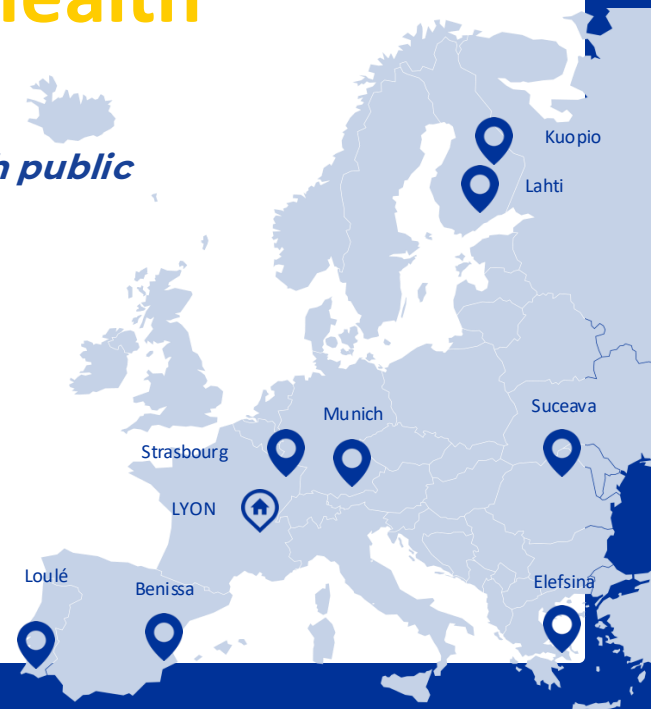 Health
h public
Kuopio
Lahti
Suceava
Munich
Strasbourg
LYON
Elefsina
Loulé
Benissa